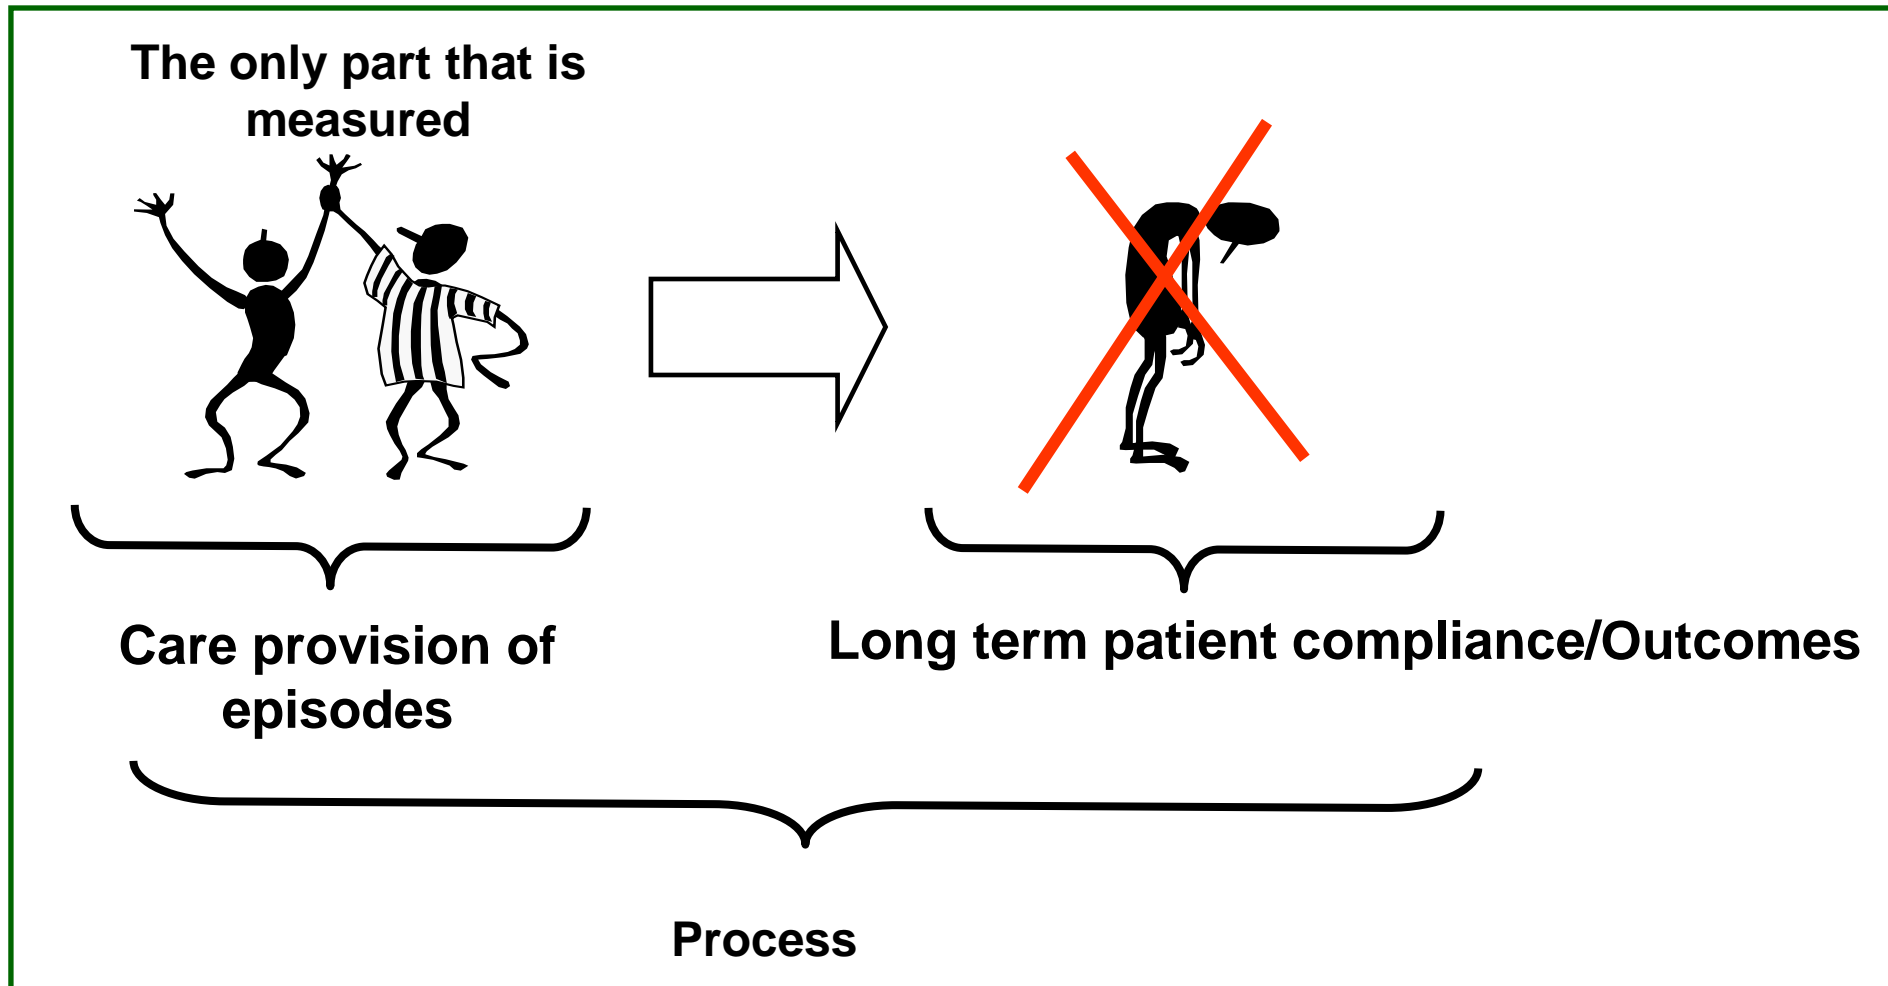 The only part that is
measured
Care provision of
episodes
Long term patient compliance/Outcomes
Process